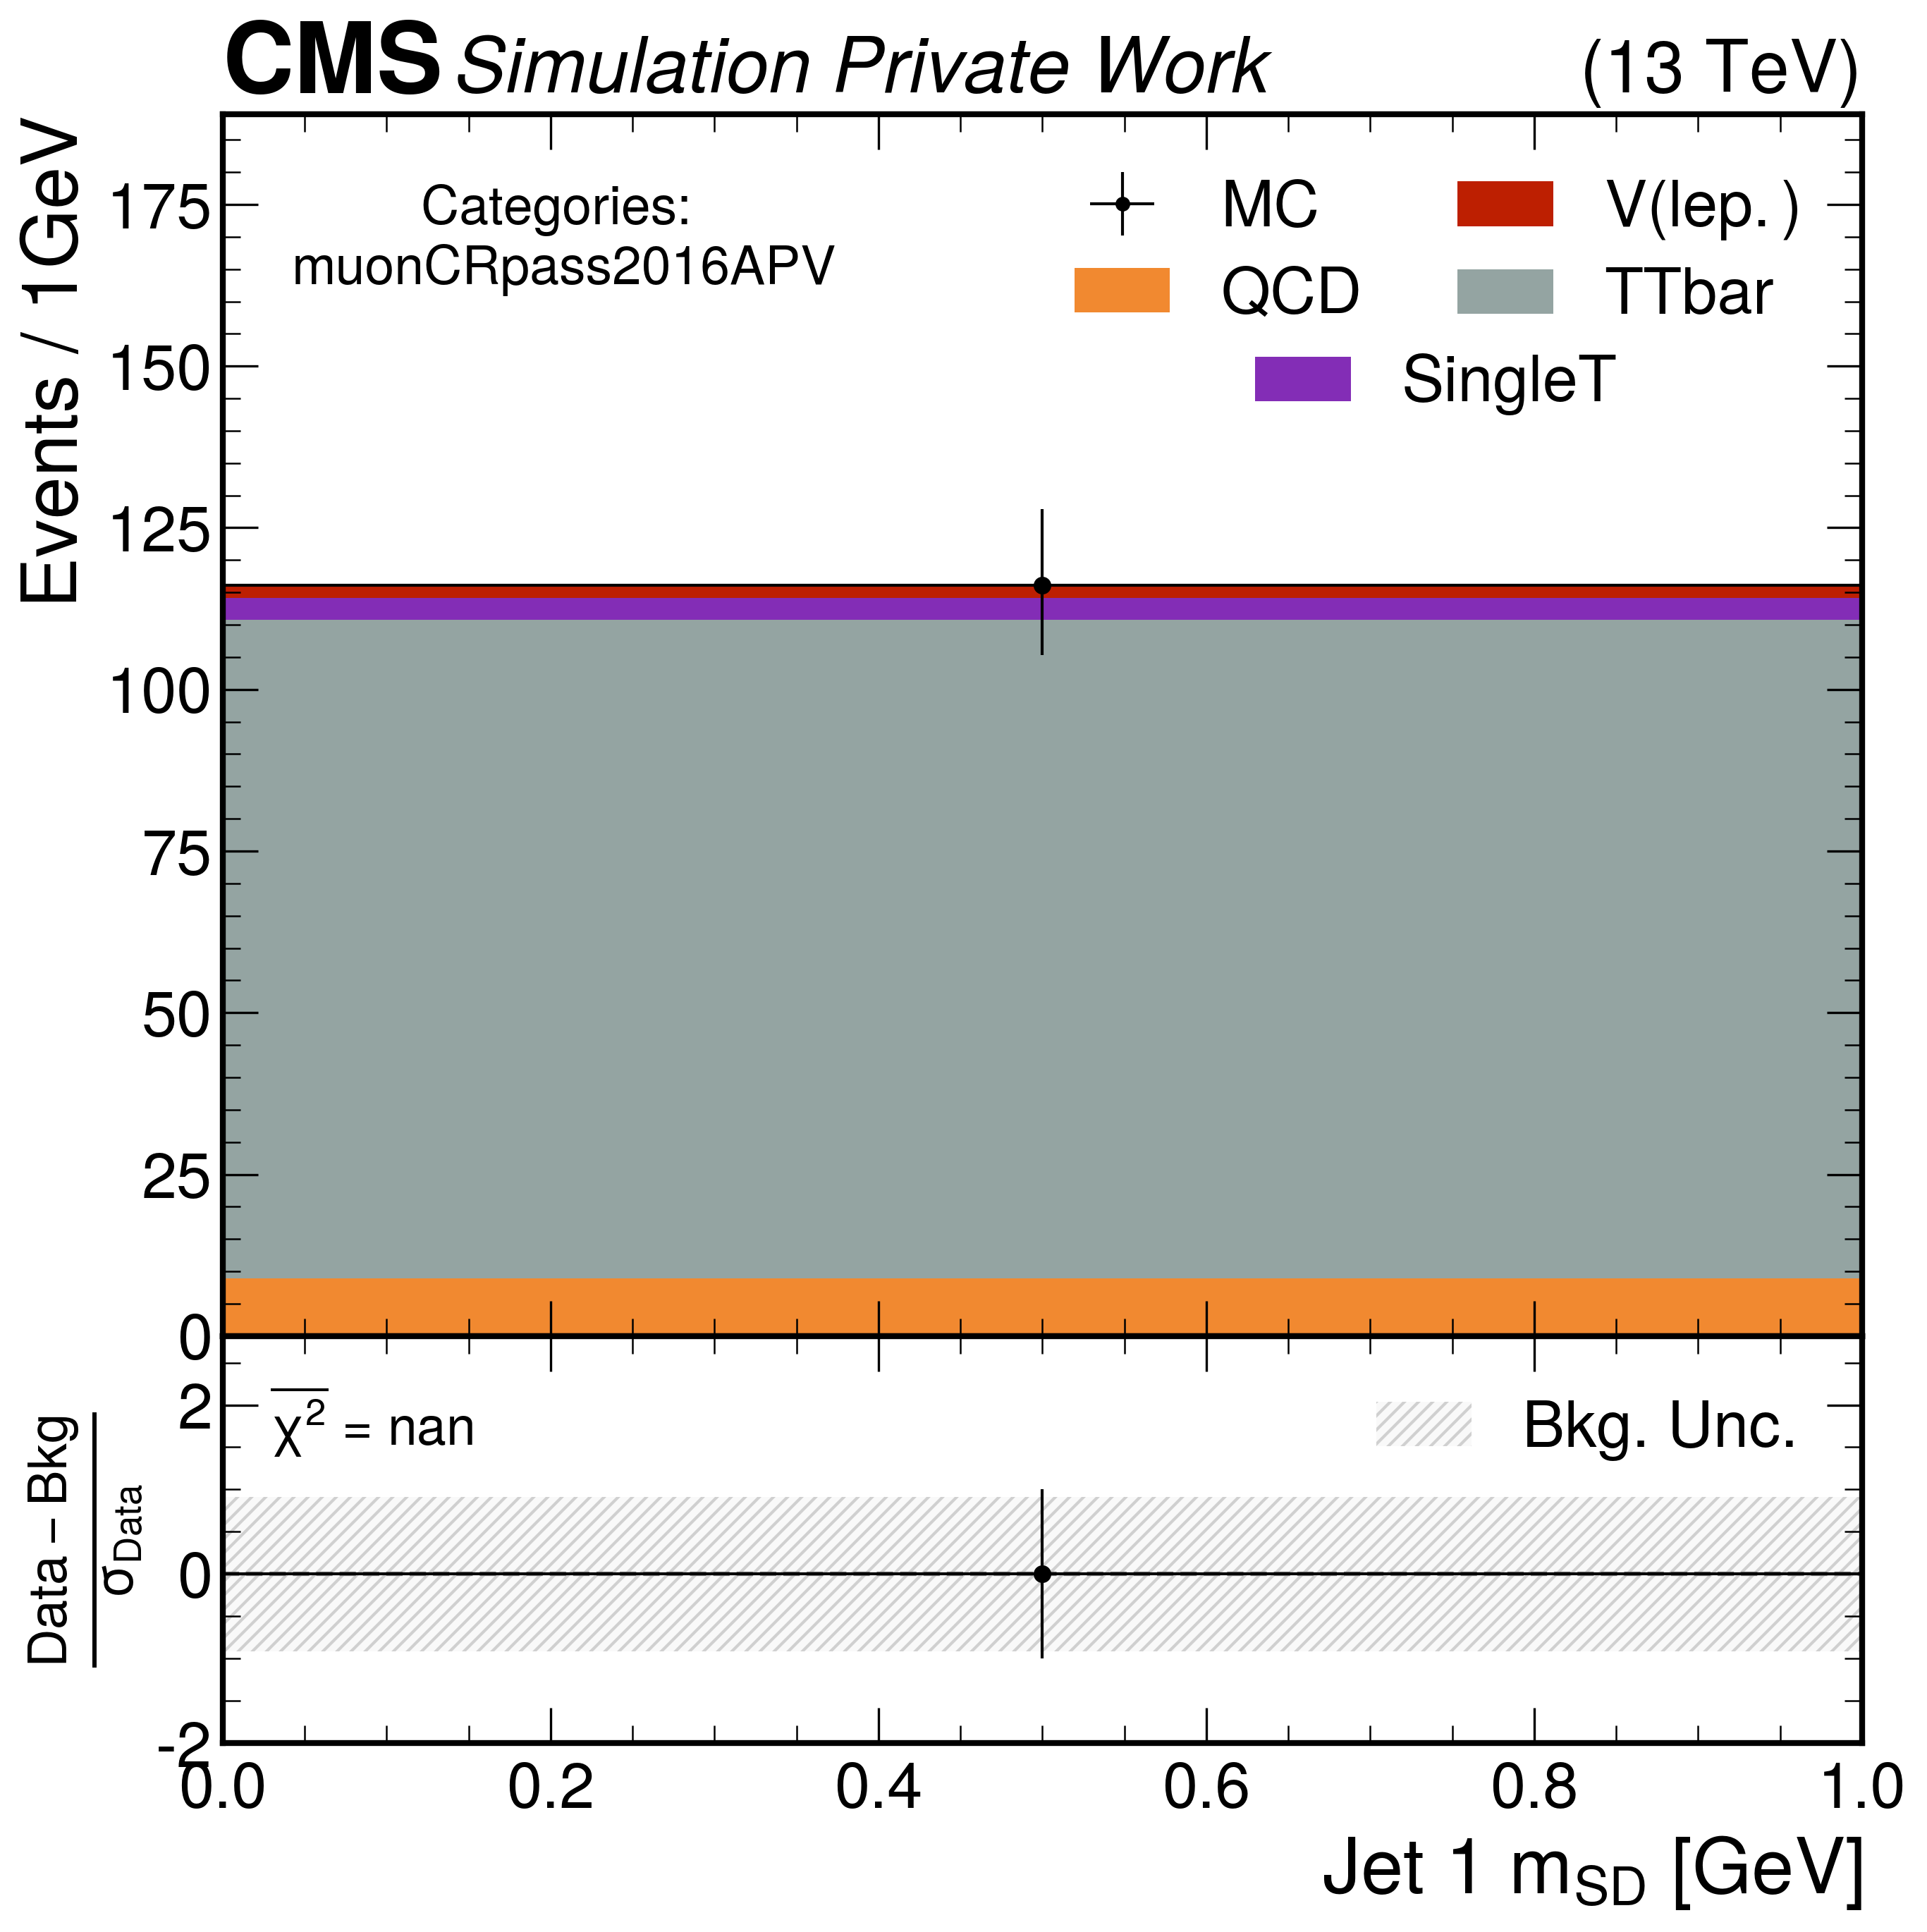 CMS Simulation Private Work (13 TeV)
Events / 1GeV
175
150
125
100
75
50
25
0
Categories:
muonCRpass2016APV
MC V(lep.)
QCD TTbar
SingleT
Data − Bkg
σData
2
0
-2
χ² = nan
Bkg. Unc.
0.0 0.2 0.4 0.6 0.8 1.0
Jet 1 mSD [GeV]